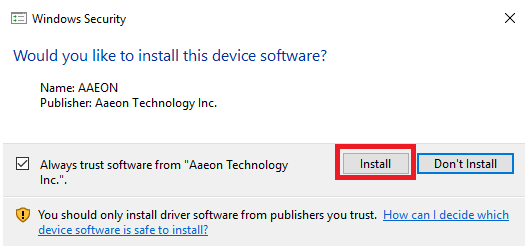 Windows Security
Would you like to install this device software?
Name: AAEON
Publisher: Aaeon Technology Inc.
Always trust software from "Aaeon Technology
Inc.".
Install
Don't Install
You should only install driver software from publishers you trust. How can I decide which
device software is safe to install?